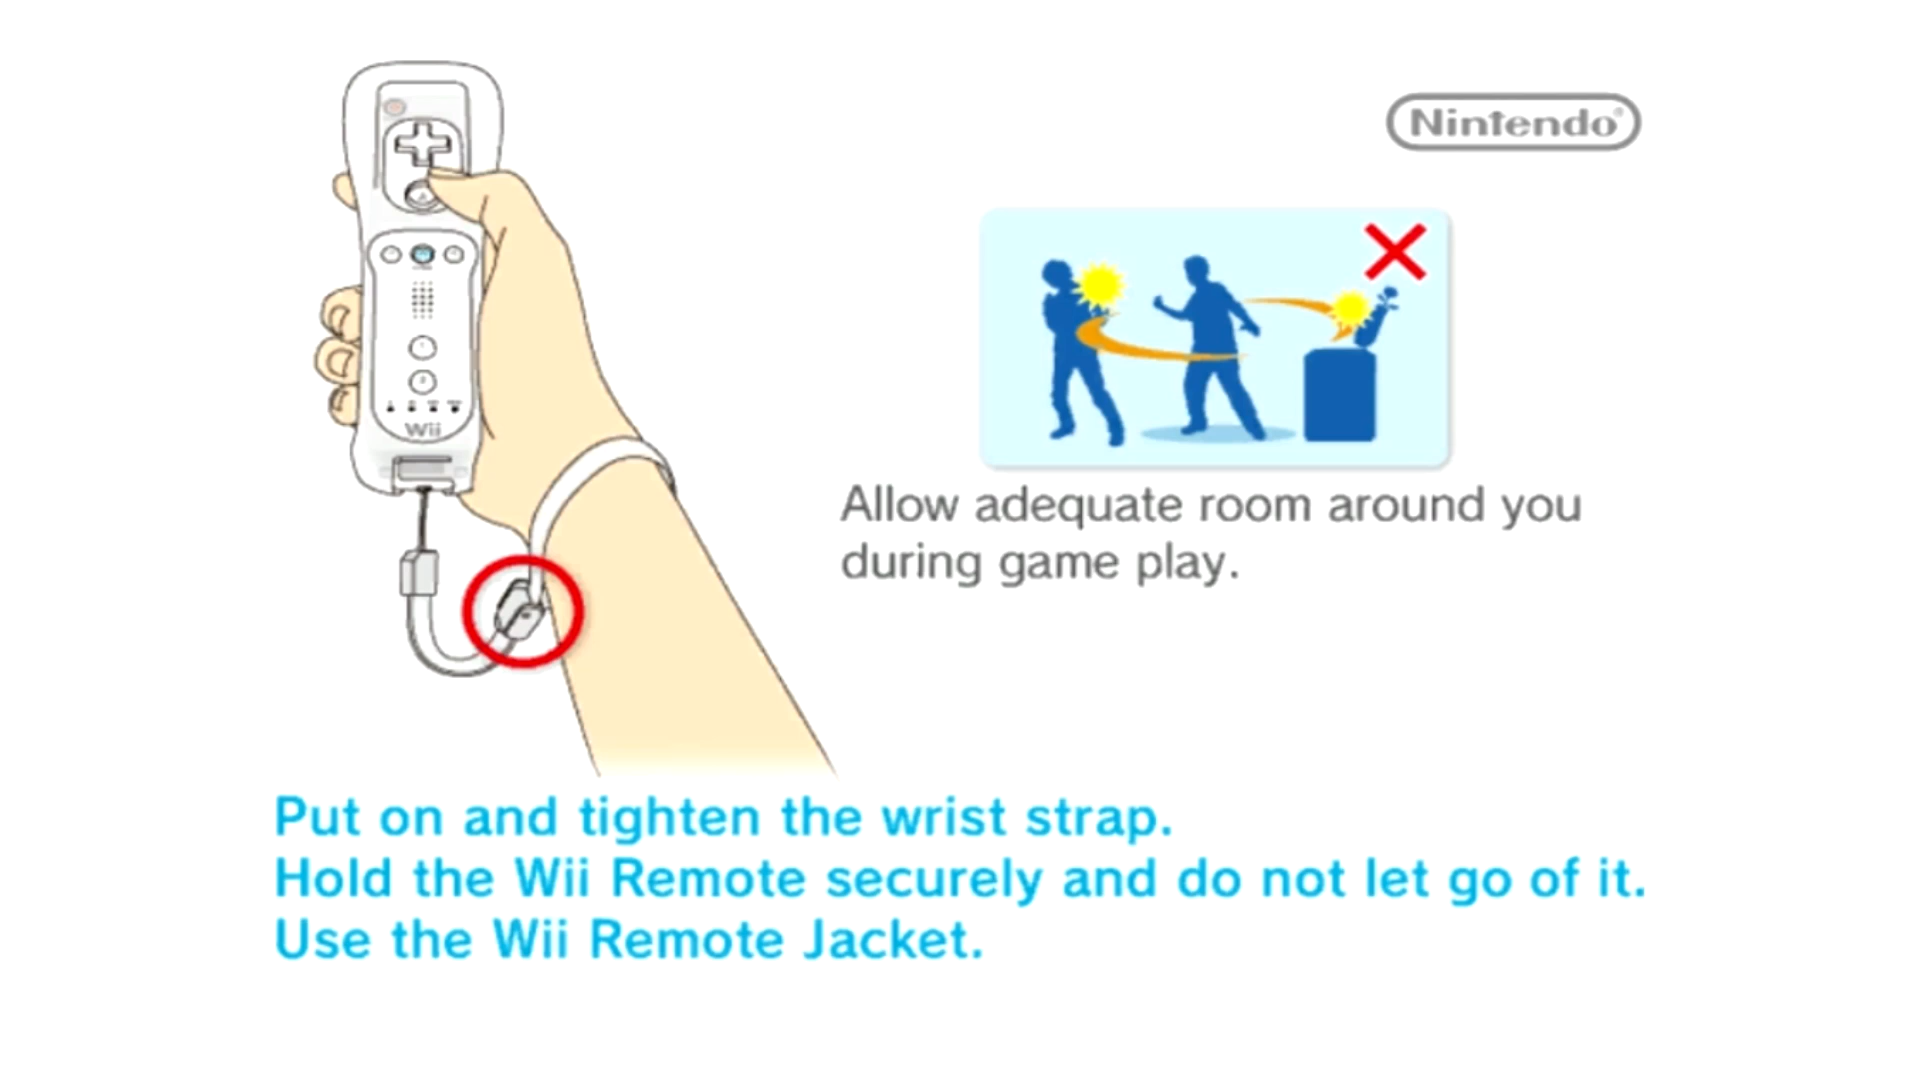 Nintendo®
Wii
Allow adequate room around you
during game play.
Put on and tighten the wrist strap.
Hold the Wii Remote securely and do not let go of it.
Use the Wii Remote Jacket.